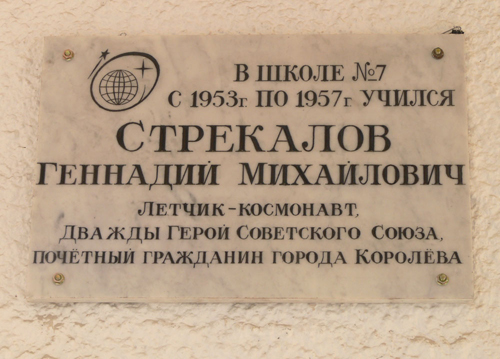 В ШКОЛЕ №7
С 1953г. ПО 1957г. УЧИЛСЯ
СТРЕКАЛОВ
ГЕННАДИЙ МИХАЙЛОВИЧ
ЛЕТЧИК-КОСМОНАВТ,
ДВАЖДЫ ГЕРОЙ СОВЕТСКОГО СОЮЗА,
ПОЧЁТНЫЙ ГРАЖДАНИН ГОРОДА КОРОЛЁВА